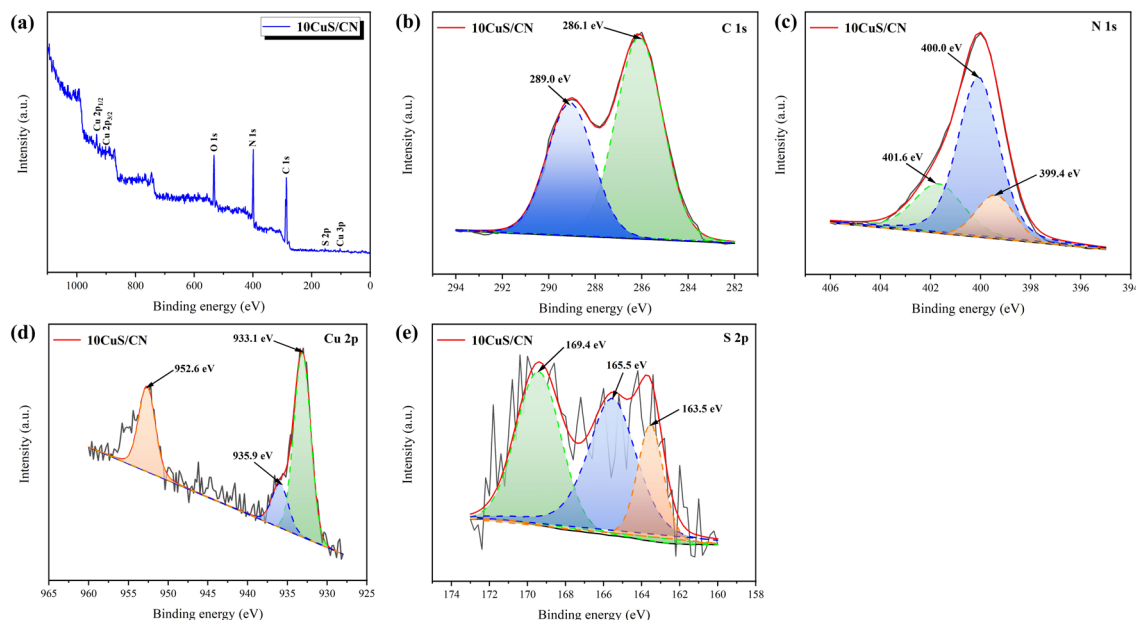 (a)
10CuS/CN
Cu 2p1/2
Cu 2p3/2
O 1s
N 1s
C 1s
S 2p
Cu 3p
Intensity (a.u.)
1000 800 600 400 200 0
Binding energy (eV)
(b)
10CuS/CN
286.1 eV
C 1s
289.0 eV
Intensity (a.u.)
294 292 290 288 286 284 282
Binding energy (eV)
(c)
10CuS/CN
N 1s
400.0 eV
401.6 eV
399.4 eV
Intensity (a.u.)
406 404 402 400 398 396 394
Binding energy (eV)
(d)
10CuS/CN
933.1 eV
Cu 2p
952.6 eV
935.9 eV
Intensity (a.u.)
960 955 950 945 940 935 930 925
Binding energy (eV)
(e)
10CuS/CN
S 2p
169.4 eV
165.5 eV
163.5 eV
Intensity (a.u.)
174 172 170 168 166 164 162 160 158
Binding energy (eV)